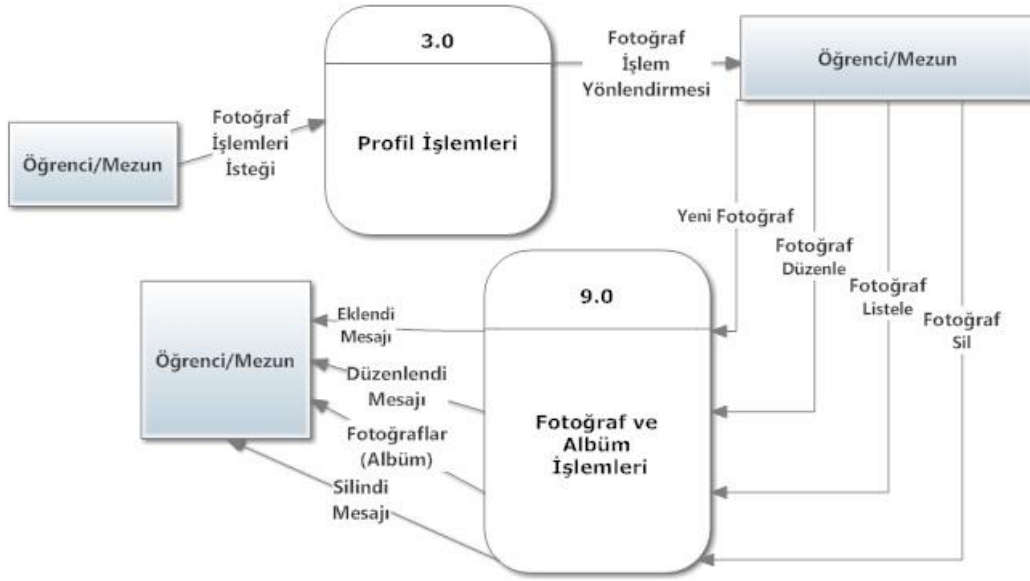 3.0
Profil İşlemleri
Öğrenci/Mezun
Fotoğraf
İşlemleri
İsteği
Fotoğraf
İşlem
Yönlendirmesi
Öğrenci/Mezun
Yeni Fotoğraf
Fotoğraf
Düzenle
Fotoğraf
Listele
Fotoğraf
Sil
9.0
Fotoğraf ve
Albüm
İşlemleri
Eklendi
Mesajı
Düzenlendi
Mesajı
Fotoğraflar
(Albüm)
Silindi
Mesajı
Öğrenci/Mezun